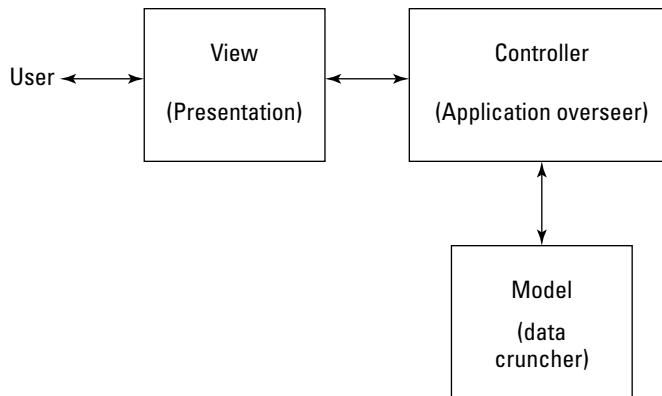 User
View
(Presentation)
Controller
(Application overseer)
Model
(data
cruncher)